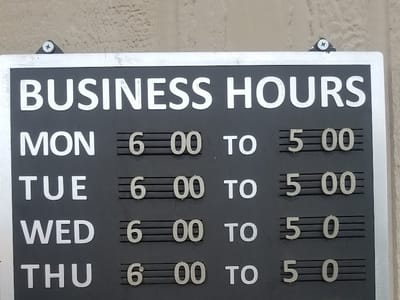 BUSINESS HOURS
MON 6 00 TO 5 00
TUE 6 00 TO 5 00
WED 6 00 TO 5 0
THU 6 00 TO 5 0